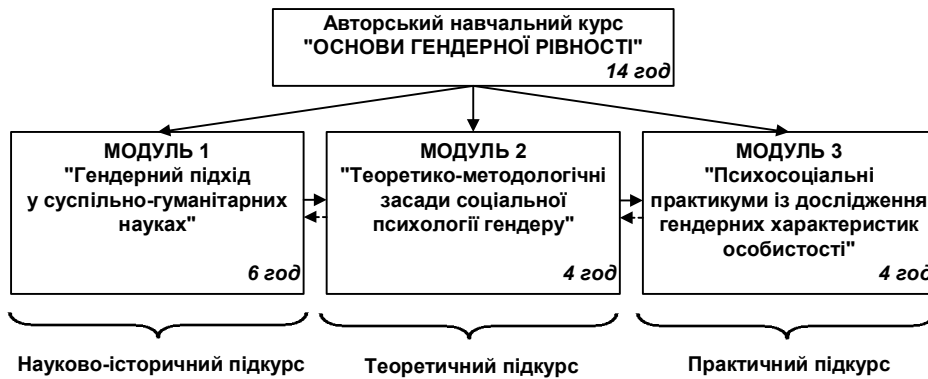 Авторський навчальний курс
"ОСНОВИ ГЕНДЕРНОЇ РІВНОСТІ"
14 год
МОДУЛЬ 1
"Гендерний підхід
у суспільно-гуманітарних
науках"
6 год
МОДУЛЬ 2
"Теоретико-методологічні
засади соціальної
психології гендеру"
4 год
МОДУЛЬ 3
"Психосоціальні
практикуми із дослідження
гендерних характеристик
особистості"
4 год
Науково-історичний підкурс
Теоретичний підкурс
Практичний підкурс